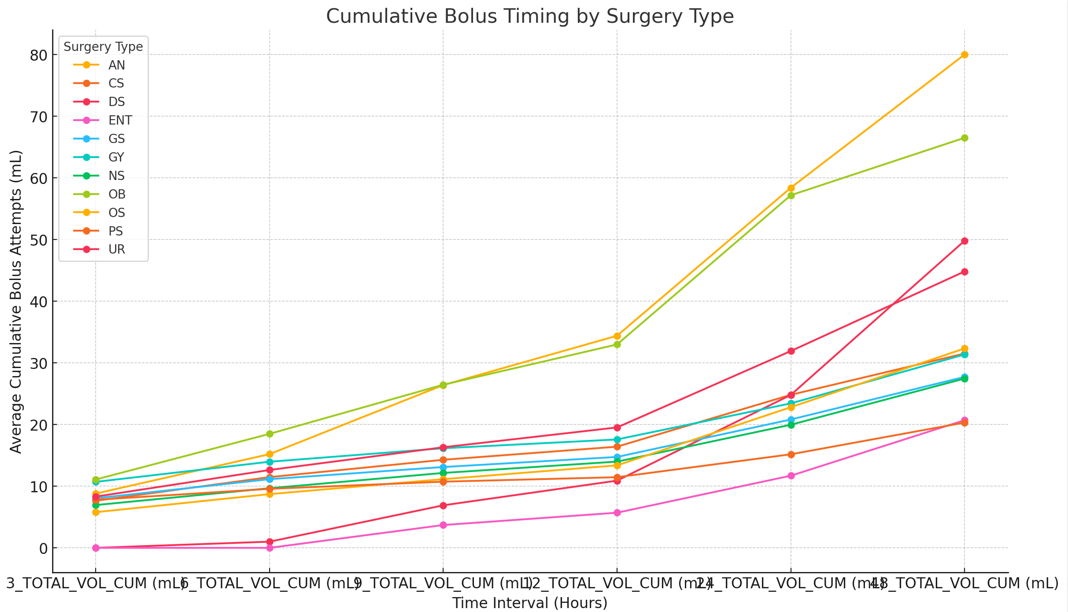 Cumulative Bolus Timing by Surgery Type
Average Cumulative Bolus Attempts (mL)
80
70
60
50
40
30
20
10
0
Surgery Type
AN
CS
DS
ENT
GS
GY
NS
OB
OS
PS
UR
3_TOTAL_VOL_CUM (mL)
6_TOTAL_VOL_CUM (mL)
9_TOTAL_VOL_CUM (mL)
12_TOTAL_VOL_CUM (mL)
24_TOTAL_VOL_CUM (mL)
48_TOTAL_VOL_CUM (mL)
Time Interval (Hours)